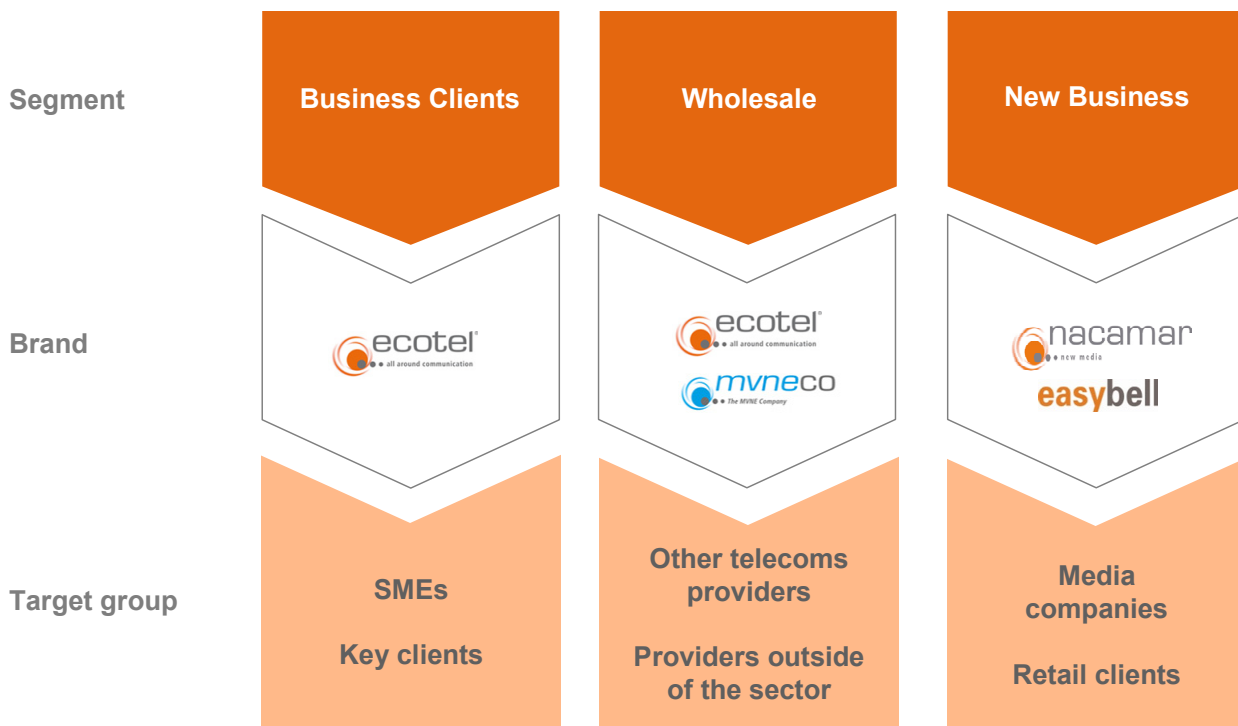 Segment
Business Clients
Wholesale
New Business
Brand
ecotel®
all around communication
ecotel®
all around communication
mvneco
The MVNE Company
nacamar
new media
easybell
Target group
SMEs
Key clients
Other telecoms
providers
Providers outside
of the sector
Media
companies
Retail clients